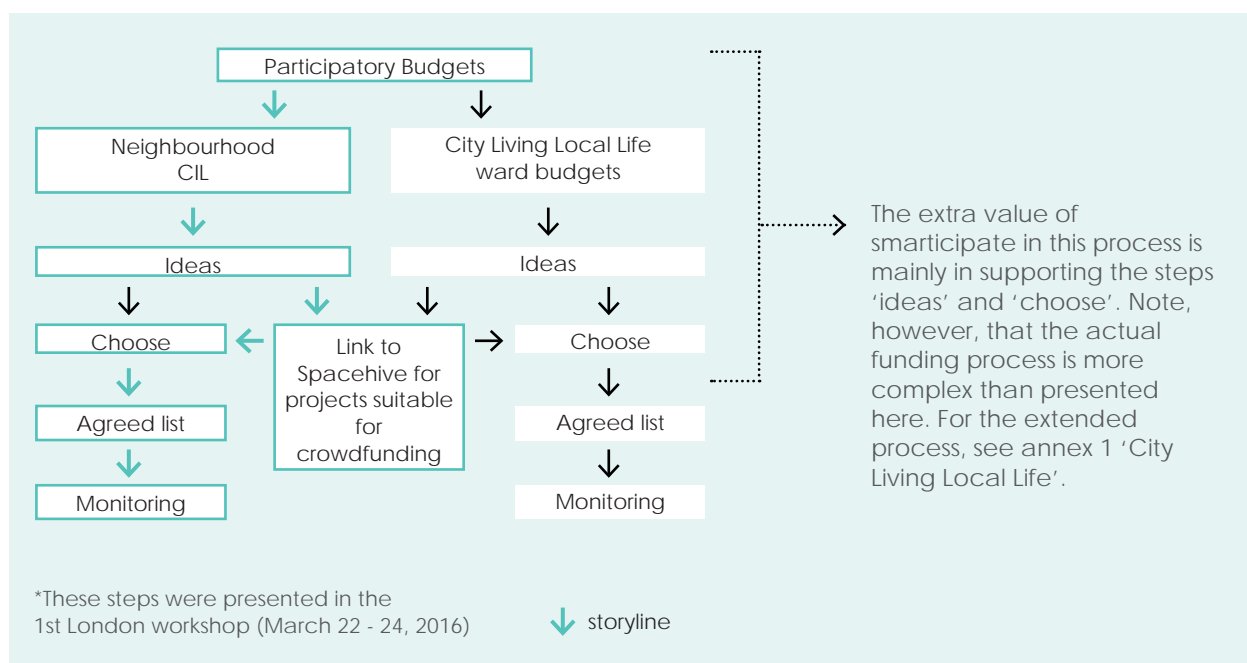 Participatory Budgets
Neighbourhood
CIL
City Living Local Life
ward budgets
Ideas
Ideas
Choose
Link to
Spacehive for
projects suitable
for
crowdfunding
Choose
Agreed list
Agreed list
Monitoring
Monitoring
The extra value of
smarticipate in this process is
mainly in supporting the steps
‘ideas’ and ‘choose’. Note,
however, that the actual
funding process is more
complex than presented
here. For the extended
process, see annex 1 ‘City
Living Local Life’.
*These steps were presented in the
1st London workshop (March 22 - 24, 2016)
storyline